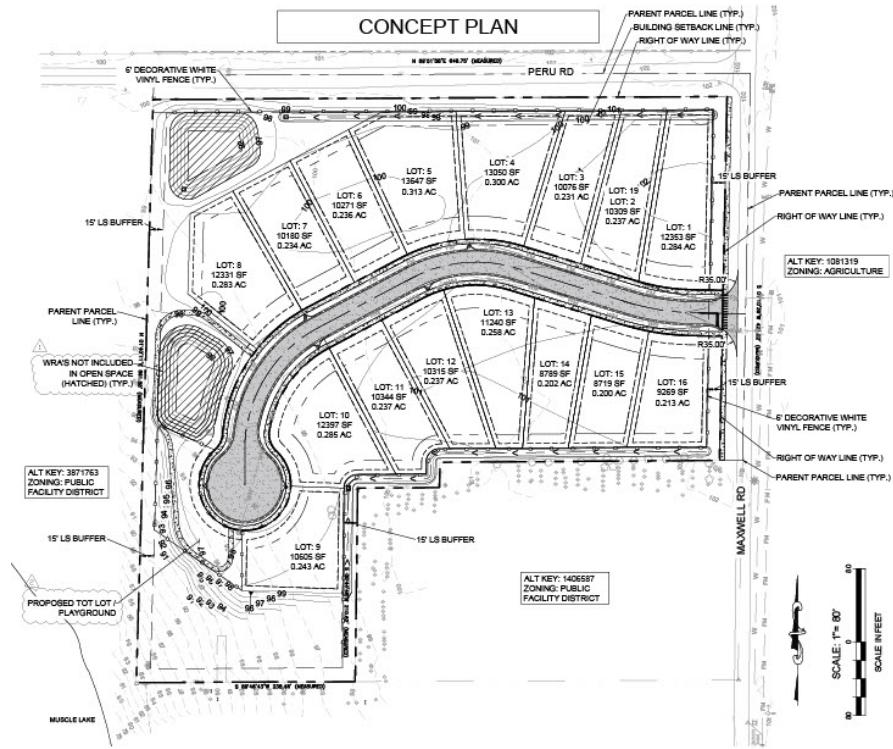 CONCEPT PLAN
PARENT PARCEL LINE (TYP.)
BUILDING SETBACK LINE (TYP.)
RIGHT OF WAY LINE (TYP.)
PERU RD
6' DECORATIVE WHITE
VINYL FENCE (TYP.)
LOT: 5
13647 SF
0.313 AC
LOT: 4
13050 SF
0.300 AC
LOT: 3
10076 SF
0.231 AC
LOT: 19
LOT: 2
10309 SF
0.237 AC
LOT: 1
12353 SF
0.284 AC
LOT: 6
10271 SF
0.236 AC
LOT: 7
10180 SF
0.234 AC
LOT: 8
12331 SF
0.283 AC
15' LS BUFFER
PARENT PARCEL LINE (TYP.)
RIGHT OF WAY LINE (TYP.)
15' LS BUFFER
ALT KEY: 1081319
ZONING: AGRICULTURE
R35.00'
R35.00'
PARENT PARCEL
LINE (TYP.)
WRA'S NOT INCLUDED
IN OPEN SPACE
(HATCHED) (TYP.)
LOT: 13
11240 SF
0.258 AC
LOT: 12
10315 SF
0.237 AC
LOT: 11
10344 SF
0.237 AC
LOT: 10
12397 SF
0.285 AC
LOT: 14
8789 SF
0.202 AC
LOT: 15
8719 SF
0.200 AC
LOT: 16
9269 SF
0.213 AC
15' LS BUFFER
6' DECORATIVE WHITE
VINYL FENCE (TYP.)
RIGHT OF WAY LINE (TYP.)
PARENT PARCEL LINE (TYP.)
MAXWELL RD
ALT KEY: 3871763
ZONING: PUBLIC
FACILITY DISTRICT
15' LS BUFFER
LOT: 9
10605 SF
0.243 AC
15' LS BUFFER
PROPOSED TOT LOT /
PLAYGROUND
ALT KEY: 1406587
ZONING: PUBLIC
FACILITY DISTRICT
MUSCLE LAKE
SCALE: 1"= 80'
80
0
80
SCALE IN FEET